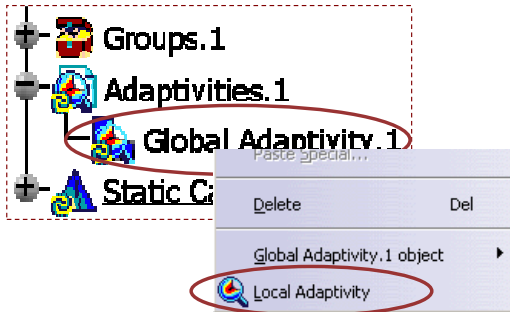 Groups.1
Adaptivities.1
Global Adaptivity.1
Paste Special...
Static Ca
Delete Del
Global Adaptivity.1 object
Local Adaptivity